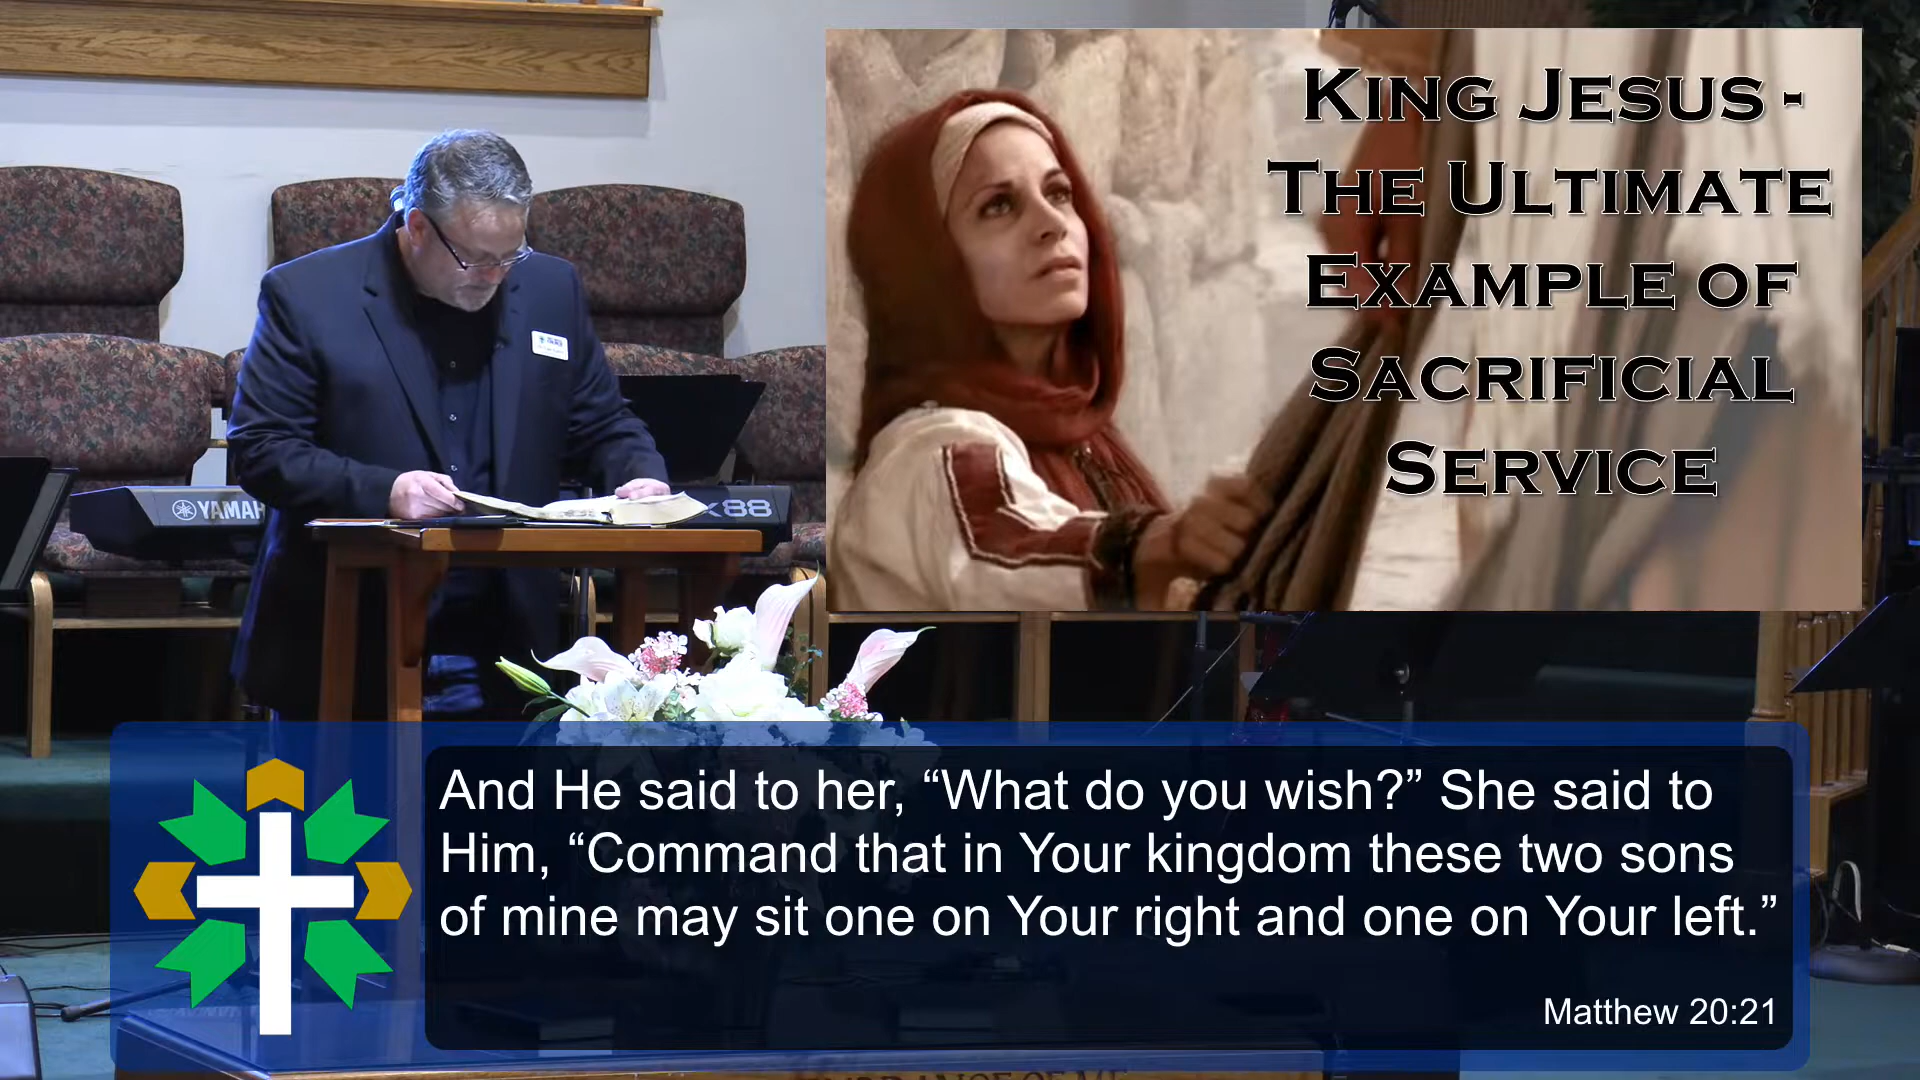 King Jesus -
The Ultimate
Example of
Sacrificial
Service
YAMAH
x88
And He said to her, “What do you wish?” She said to
Him, “Command that in Your kingdom these two sons
of mine may sit one on Your right and one on Your left.”
Matthew 20:21